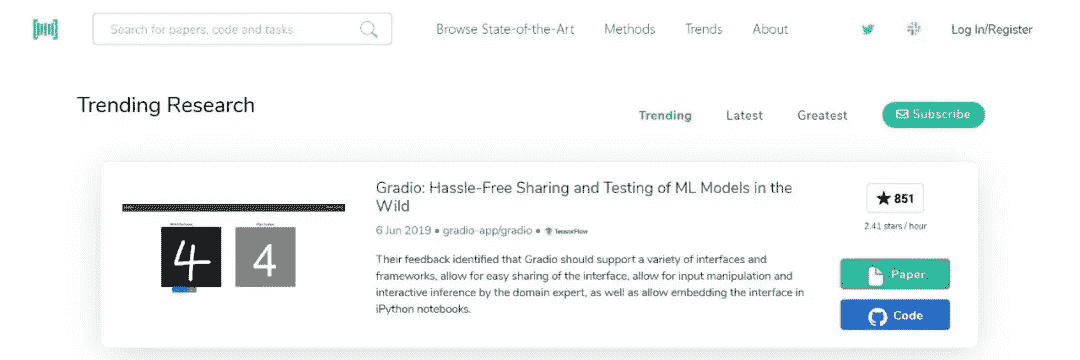 Search for papers, code and tasks
Browse State-of-the-Art
Methods
Trends
About
Log In/Register
Trending Research
Trending
Latest
Greatest
Subscribe
Gradio: Hassle-Free Sharing and Testing of ML Models in the
Wild
6 Jun 2019 • gradio-app/gradio • TensorFlow
Their feedback identified that Gradio should support a variety of interfaces and
frameworks, allow for easy sharing of the interface, allow for input manipulation and
interactive inference by the domain expert, as well as allow embedding the interface in
iPython notebooks.
4
4
★ 851
2.41 stars / hour
Paper
Code